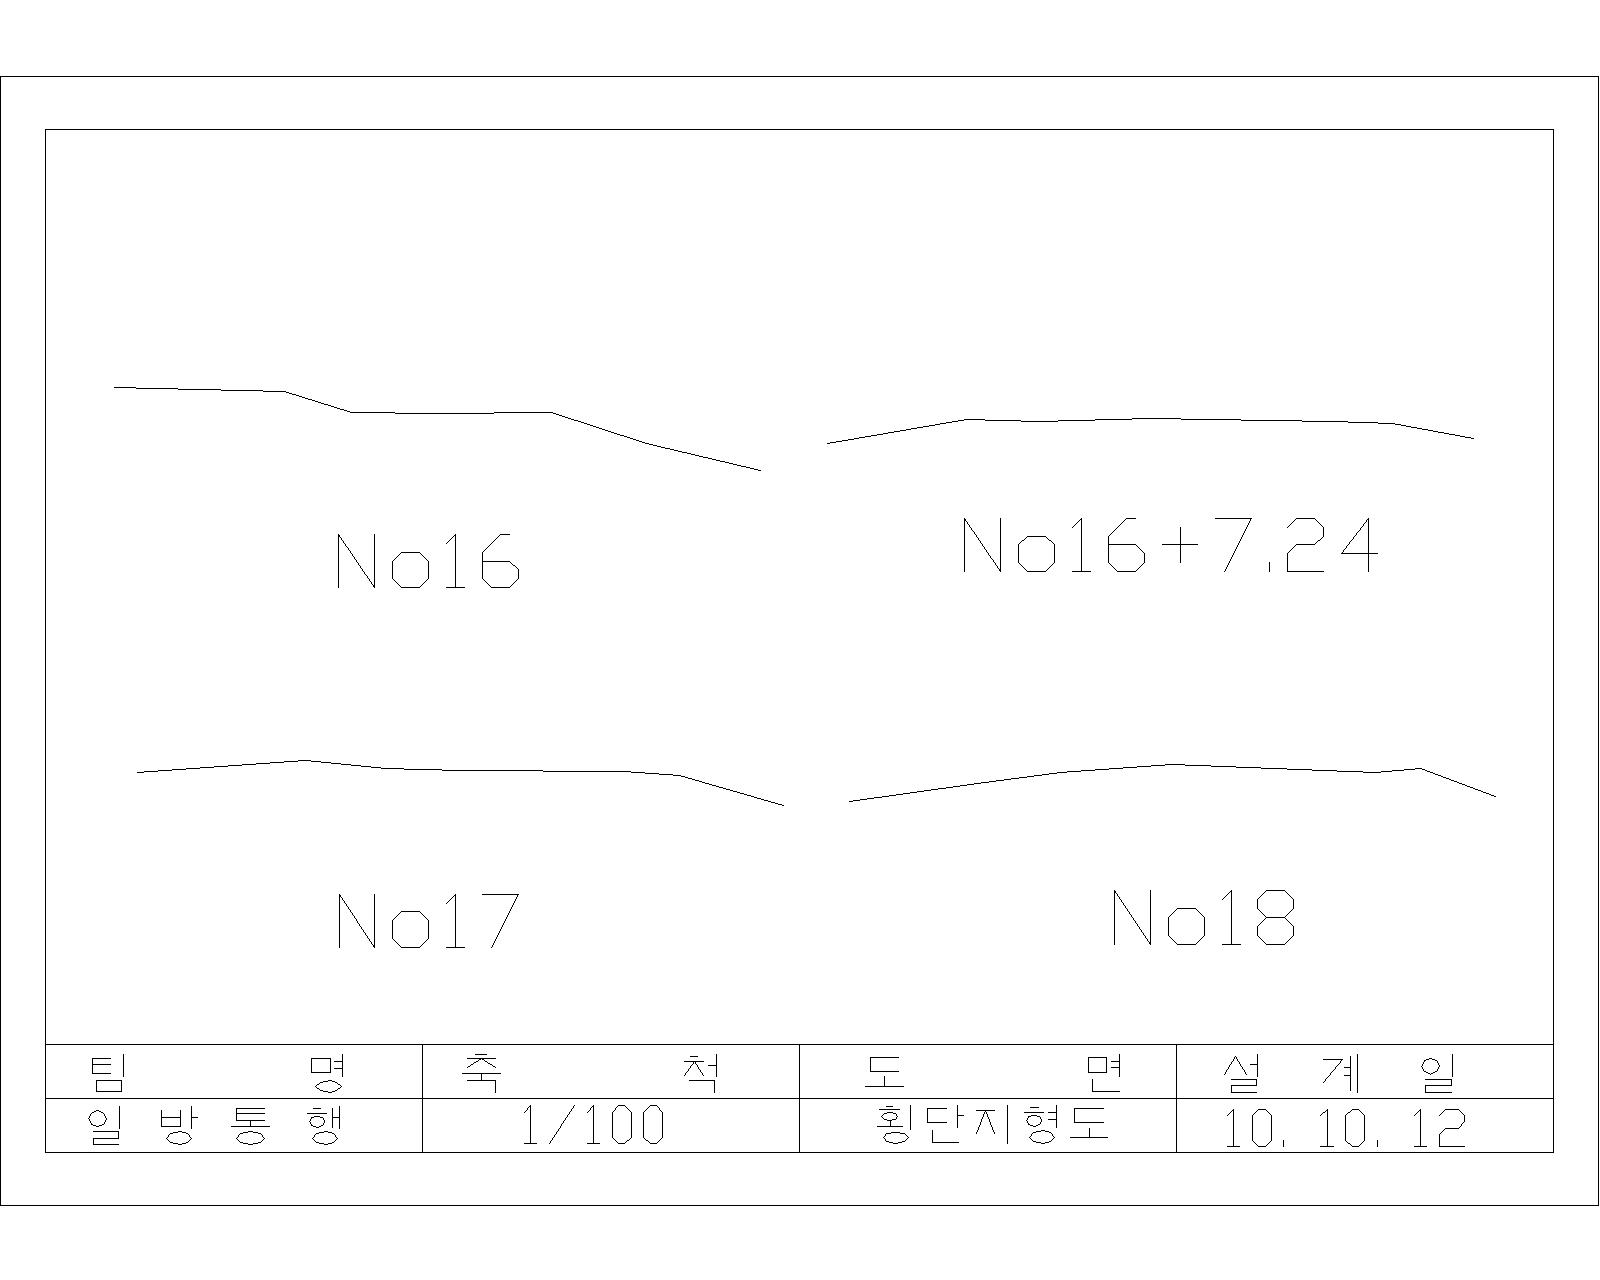 No16
No16+7.24
No17
No18
팀 명 축 척 도 면 설 계 일
일 방 통 행 1/100 횡단지형도 10. 10. 12